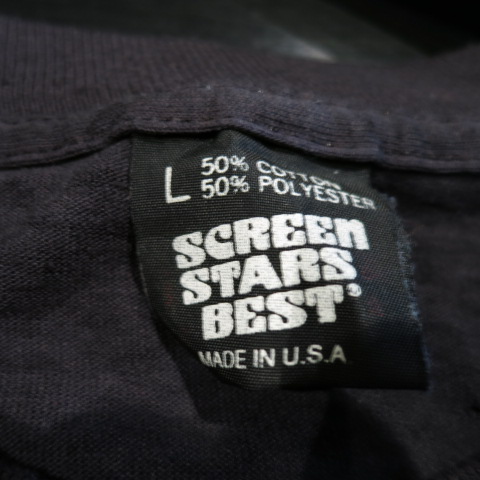 L 50% COTTON
50% POLYESTER
SCREEN
STARS
BEST®
MADE IN U.S.A